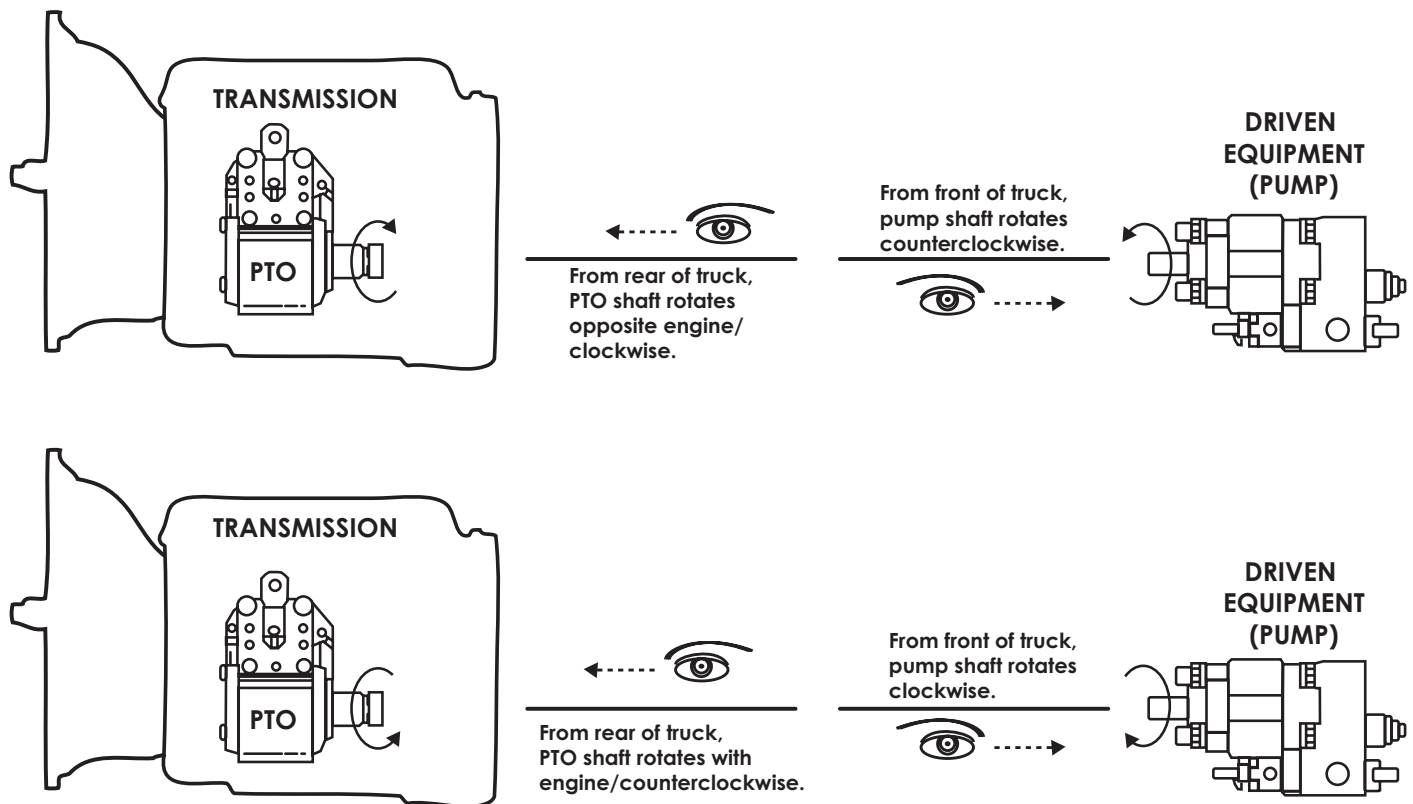 TRANSMISSION
PTO
From rear of truck,
PTO shaft rotates
opposite engine/
clockwise.
From front of truck,
pump shaft rotates
counterclockwise.
DRIVEN
EQUIPMENT
(PUMP)
TRANSMISSION
PTO
From rear of truck,
PTO shaft rotates with
engine/counterclockwise.
From front of truck,
pump shaft rotates
clockwise.
DRIVEN
EQUIPMENT
(PUMP)